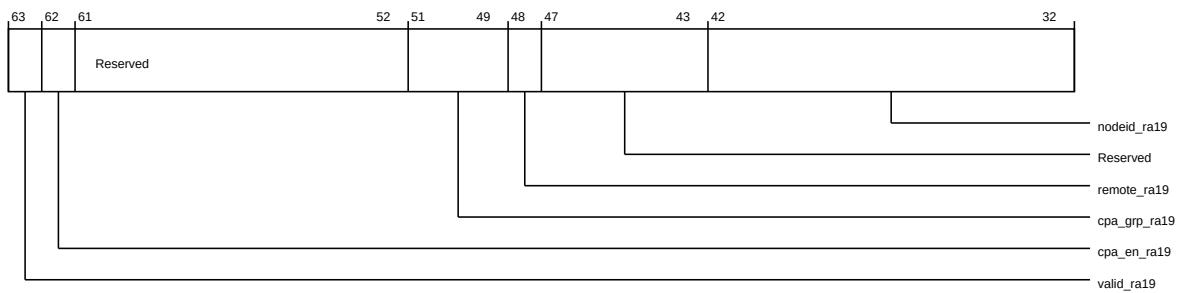 63 62 61 52 51 49 48 47 43 42 32
Reserved
nodeid_ra19
Reserved
remote_ra19
cpa_grp_ra19
cpa_en_ra19
valid_ra19